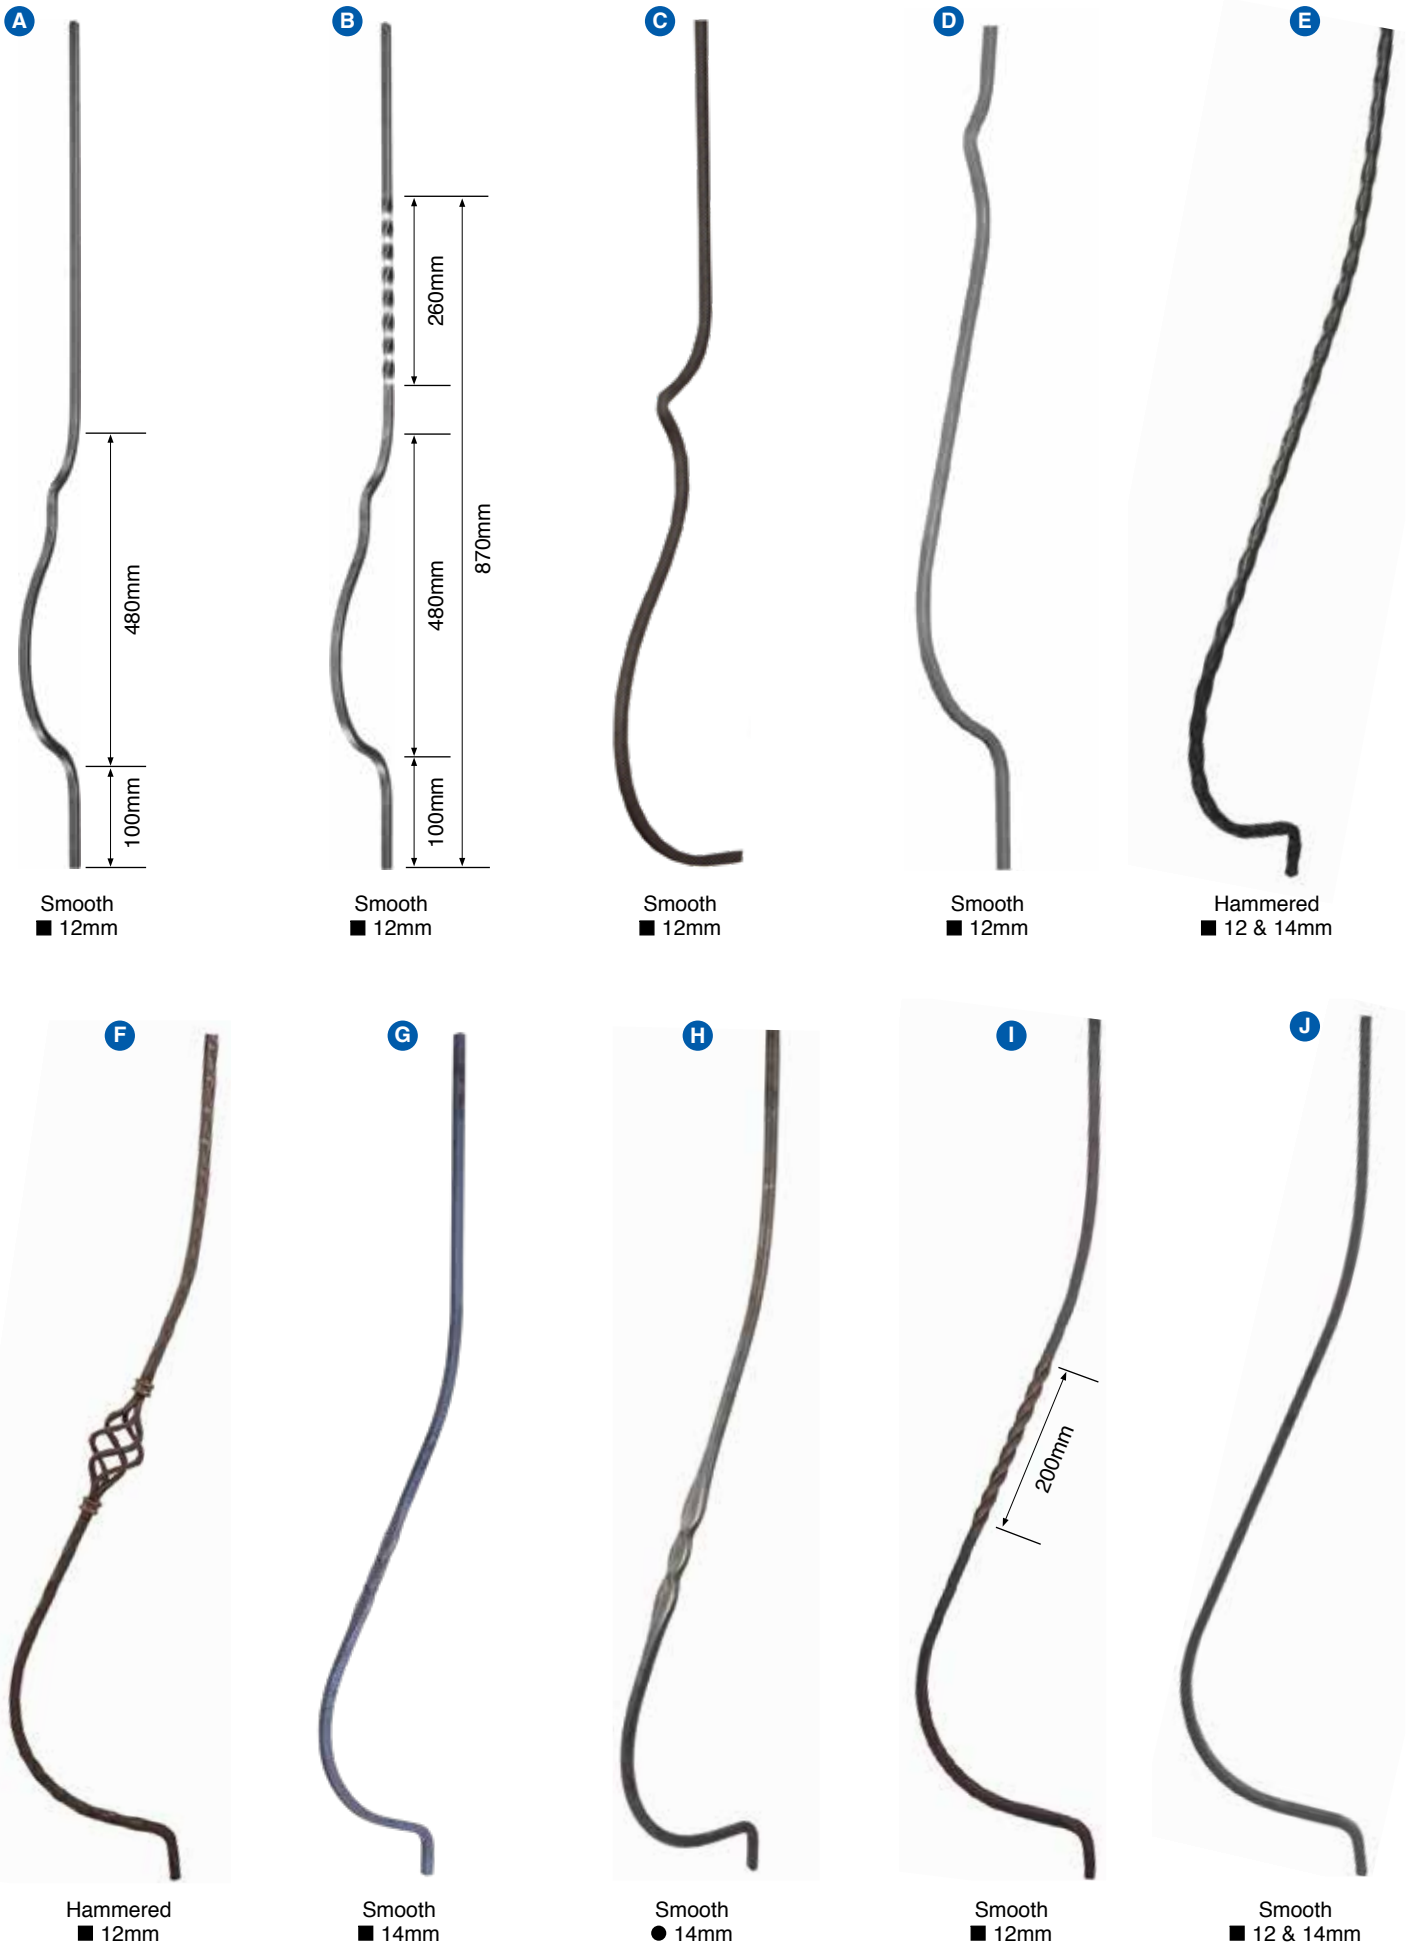 A
B
C
D
E
260mm
870mm
480mm
480mm
100mm
100mm
Smooth
■ 12mm
Smooth
■ 12mm
Smooth
■ 12mm
Smooth
■ 12mm
Hammered
■ 12 & 14mm
F
G
H
I
J
200mm
Hammered
■ 12mm
Smooth
■ 14mm
Smooth
● 14mm
Smooth
■ 12mm
Smooth
■ 12 & 14mm